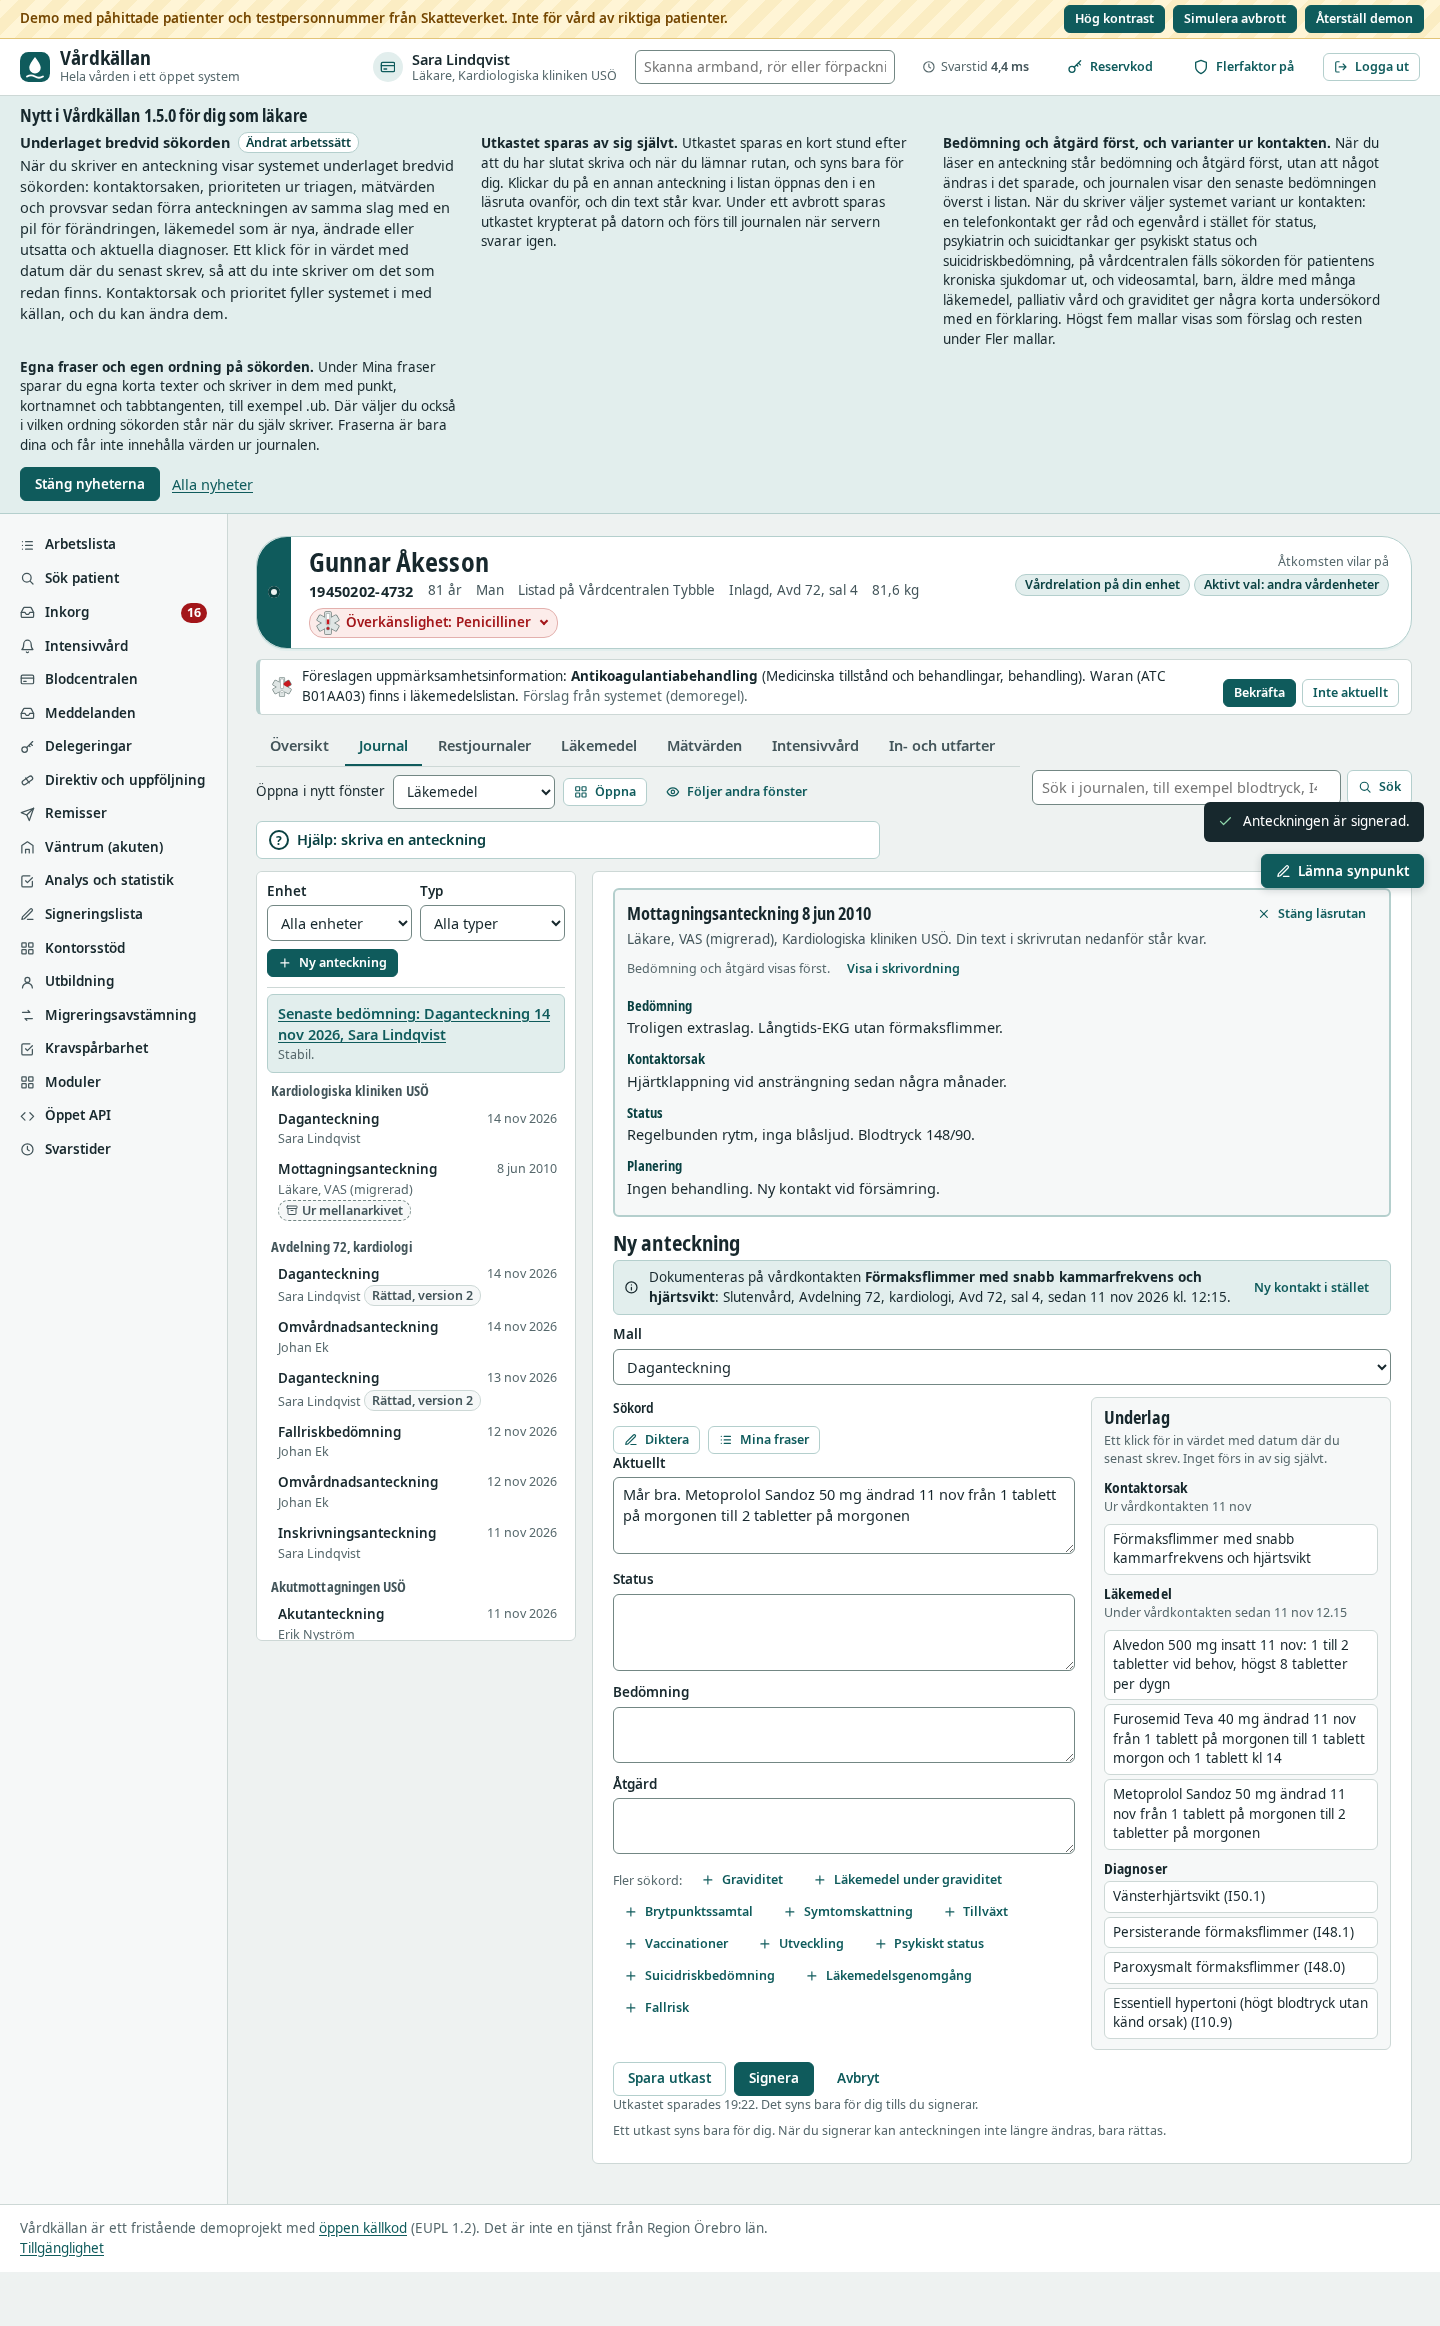 Demo med påhittade patienter och testpersonnummer från Skatteverket. Inte för vård av riktiga patienter.
Hög kontrast
Simulera avbrott
Återställ demon
Vårdkällan
Hela vården i ett öppet system
Sara Lindqvist
Läkare, Kardiologiska kliniken USÖ
Skanna armband, rör eller förpackni
Svarstid 4,4 ms
Reservkod
Flerfaktor på
Logga ut
Nytt i Vårdkällan 1.5.0 för dig som läkare
Underlaget bredvid sökorden
Ändrat arbetssätt
När du skriver en anteckning visar systemet underlaget bredvid
sökorden: kontaktorsaken, prioriteten ur triagen, mätvärden
och provsvar sedan förra anteckningen av samma slag med en
pil för förändringen, läkemedel som är nya, ändrade eller
utsatta och aktuella diagnoser. Ett klick för in värdet med
datum där du senast skrev, så att du inte skriver om det som
redan finns. Kontaktorsak och prioritet fyller systemet i med
källan, och du kan ändra dem.
Utkastet sparas av sig självt. Utkastet sparas en kort stund efter
att du har slutat skriva och när du lämnar rutan, och syns bara för
dig. Klickar du på en annan anteckning i listan öppnas den i en
läsruta ovanför, och din text står kvar. Under ett avbrott sparas
utkastet krypterat på datorn och förs till journalen när servern
svarar igen.
Bedömning och åtgärd först, och varianter ur kontakten. När du
läser en anteckning står bedömning och åtgärd först, utan att något
ändras i det sparade, och journalen visar den senaste bedömningen
överst i listan. När du skriver väljer systemet variant ur kontakten:
en telefonkontakt ger råd och egenvård i stället för status,
psykiatrin och suicidtankar ger psykiskt status och
suicidriskbedömning, på vårdcentralen fälls sökorden för patientens
kroniska sjukdomar ut, och videosamtal, barn, äldre med många
läkemedel, palliativ vård och graviditet ger några korta undersökord
med en förklaring. Högst fem mallar visas som förslag och resten
under Fler mallar.
Egna fraser och egen ordning på sökorden. Under Mina fraser
sparar du egna korta texter och skriver in dem med punkt,
kortnamnet och tabbtangenten, till exempel .ub. Där väljer du också
i vilken ordning sökorden står när du själv skriver. Fraserna är bara
dina och får inte innehålla värden ur journalen.
Stäng nyheterna
Alla nyheter
Arbetslista
Sök patient
Inkorg
16
Intensivvård
Blodcentralen
Meddelanden
Delegeringar
Direktiv och uppföljning
Remisser
Väntrum (akuten)
Analys och statistik
Signeringslista
Kontorsstöd
Utbildning
Migreringsavstämning
Kravspårbarhet
Moduler
Öppet API
Svarstider
Gunnar Åkesson
19450202-4732 81 år Man Listad på Vårdcentralen Tybble Inlagd, Avd 72, sal 4 81,6 kg
Överkänslighet: Penicilliner
Åtkomsten vilar på
Vårdrelation på din enhet
Aktivt val: andra vårdenheter
Föreslagen uppmärksamhetsinformation: Antikoagulantiabehandling (Medicinska tillstånd och behandlingar, behandling). Waran (ATC
B01AA03) finns i läkemedelslistan. Förslag från systemet (demoregel).
Bekräfta
Inte aktuellt
Översikt
Journal
Restjournaler
Läkemedel
Mätvärden
Intensivvård
In- och utfarter
Öppna i nytt fönster
Läkemedel
Öppna
Följer andra fönster
Sök i journalen, till exempel blodtryck, I4
Sök
Anteckningen är signerad.
Hjälp: skriva en anteckning
Lämna synpunkt
Enhet
Typ
Alla enheter
Alla typer
Ny anteckning
Senaste bedömning: Daganteckning 14
nov 2026, Sara Lindqvist
Stabil.
Kardiologiska kliniken USÖ
Daganteckning 14 nov 2026
Sara Lindqvist
Mottagningsanteckning 8 jun 2010
Läkare, VAS (migrerad)
Ur mellanarkivet
Avdelning 72, kardiologi
Daganteckning 14 nov 2026
Sara Lindqvist Rättad, version 2
Omvårdnadsanteckning 14 nov 2026
Johan Ek
Daganteckning 13 nov 2026
Sara Lindqvist Rättad, version 2
Fallriskbedömning 12 nov 2026
Johan Ek
Omvårdnadsanteckning 12 nov 2026
Johan Ek
Inskrivningsanteckning 11 nov 2026
Sara Lindqvist
Akutmottagningen USÖ
Akutanteckning 11 nov 2026
Erik Nyström
Mottagningsanteckning 8 jun 2010
Stäng läsrutan
Läkare, VAS (migrerad), Kardiologiska kliniken USÖ. Din text i skrivrutan nedanför står kvar.
Bedömning och åtgärd visas först.
Visa i skrivordning
Bedömning
Troligen extraslag. Långtids-EKG utan förmaksflimmer.
Kontaktorsak
Hjärtklappning vid ansträngning sedan några månader.
Status
Regelbunden rytm, inga blåsljud. Blodtryck 148/90.
Planering
Ingen behandling. Ny kontakt vid försämring.
Ny anteckning
Dokumenteras på vårdkontakten Förmaksflimmer med snabb kammarfrekvens och
hjärtsvikt: Slutenvård, Avdelning 72, kardiologi, Avd 72, sal 4, sedan 11 nov 2026 kl. 12:15.
Ny kontakt i stället
Mall
Daganteckning
Sökord
Diktera
Mina fraser
Aktuellt
Mår bra. Metoprolol Sandoz 50 mg ändrad 11 nov från 1 tablett
på morgonen till 2 tabletter på morgonen
Status
Bedömning
Åtgärd
Fler sökord:
Graviditet
Läkemedel under graviditet
Brytpunktssamtal
Symtomskattning
Tillväxt
Vaccinationer
Utveckling
Psykiskt status
Suicidriskbedömning
Läkemedelsgenomgång
Fallrisk
Underlag
Ett klick för in värdet med datum där du
senast skrev. Inget förs in av sig självt.
Kontaktorsak
Ur vårdkontakten 11 nov
Förmaksflimmer med snabb
kammarfrekvens och hjärtsvikt
Läkemedel
Under vårdkontakten sedan 11 nov 12.15
Alvedon 500 mg insatt 11 nov: 1 till 2
tabletter vid behov, högst 8 tabletter
per dygn
Furosemid Teva 40 mg ändrad 11 nov
från 1 tablett på morgonen till 1 tablett
morgon och 1 tablett kl 14
Metoprolol Sandoz 50 mg ändrad 11
nov från 1 tablett på morgonen till 2
tabletter på morgonen
Diagnoser
Vänsterhjärtsvikt (I50.1)
Persisterande förmaksflimmer (I48.1)
Paroxysmalt förmaksflimmer (I48.0)
Essentiell hypertoni (högt blodtryck utan
känd orsak) (I10.9)
Spara utkast
Signera
Avbryt
Utkastet sparades 19:22. Det syns bara för dig tills du signerar.
Ett utkast syns bara för dig. När du signerar kan anteckningen inte längre ändras, bara rättas.
Vårdkällan är ett fristående demoprojekt med öppen källkod (EUPL 1.2). Det är inte en tjänst från Region Örebro län.
Tillgänglighet